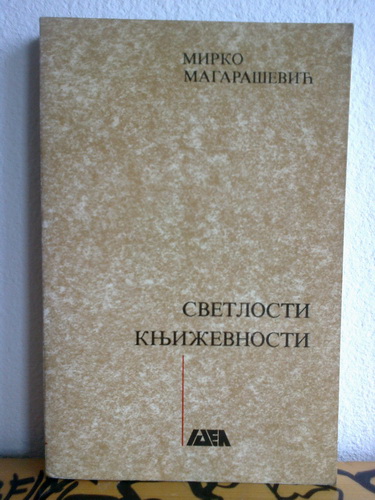 МИРКО
МАГАРАШЕВИЋ
СВЕТЛОСТИ
КЊИЖЕВНОСТИ
ИДЕА